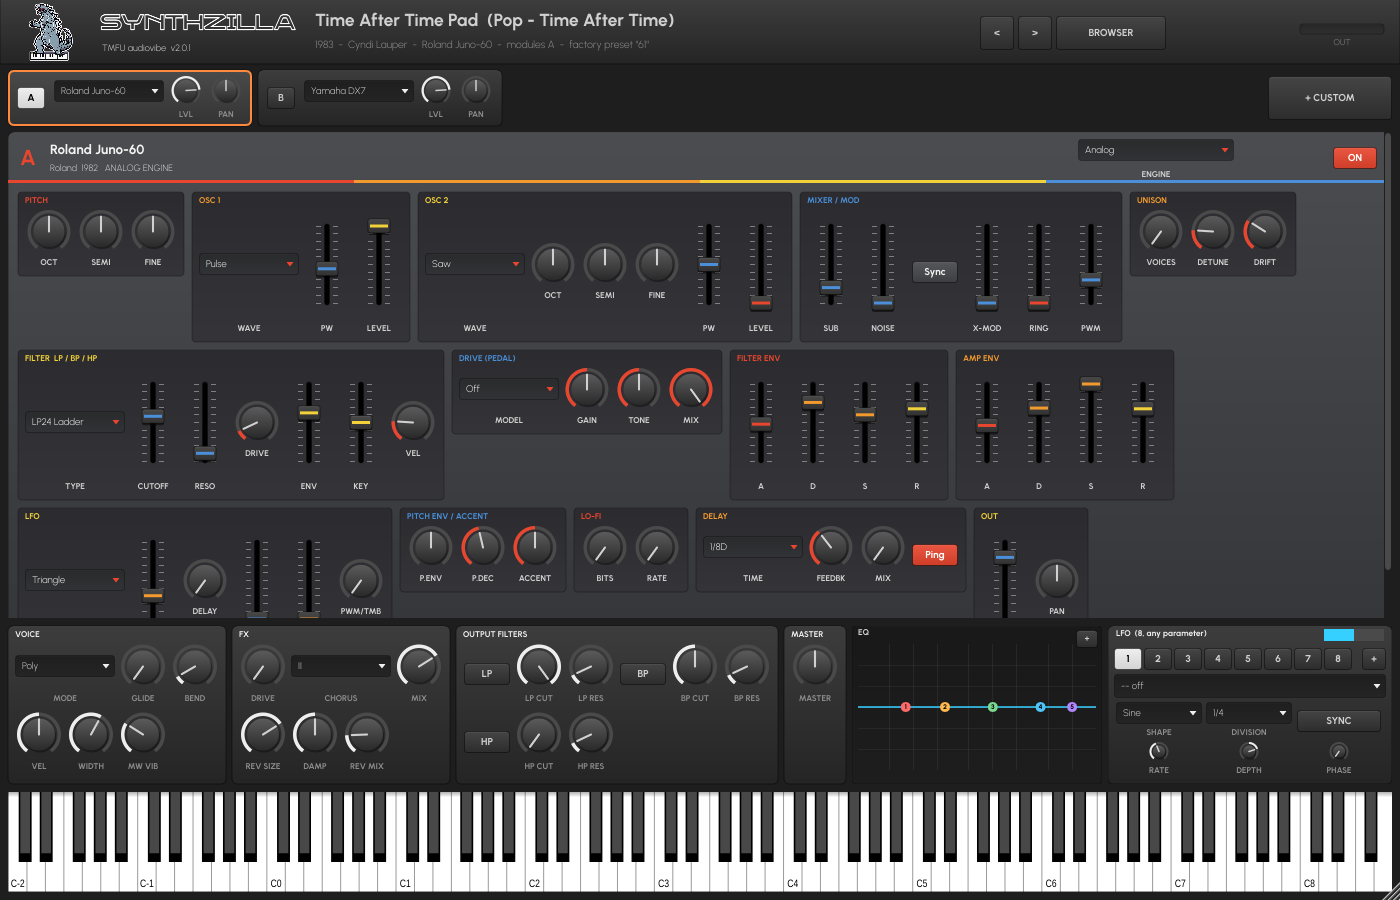 SYNTHZILLA
TMFU audiovibe v2.0.1
Time After Time Pad (Pop - Time After Time)
1983 - Cyndi Lauper - Roland Juno-60 - modules A - factory preset "61"
< > BROWSER
OUT
A Roland Juno-60 LVL PAN
B Yamaha DX7 LVL PAN
+ CUSTOM
A Roland Juno-60
Roland 1982 ANALOG ENGINE
Analog
ENGINE
ON
PITCH
OCT SEMI FINE
OSC 1
Pulse
WAVE PW LEVEL
OSC 2
Saw
OCT SEMI FINE
WAVE PW LEVEL
MIXER / MOD
Sync
SUB NOISE X-MOD RING PWM
UNISON
VOICES DETUNE DRIFT
FILTER LP / BP / HP
LP24 Ladder
DRIVE VEL
TYPE CUTOFF RESO ENV KEY
DRIVE (PEDAL)
Off
MODEL GAIN TONE MIX
FILTER ENV
A D S R
AMP ENV
A D S R
LFO
Triangle
DELAY PWM/TMB
PITCH ENV / ACCENT
P.ENV P.DEC ACCENT
LO-FI
BITS RATE
DELAY
1/8D
Ping
TIME FEEDBK MIX
OUT
PAN
VOICE
Poly
MODE GLIDE BEND
VEL WIDTH MW VIB
FX
II
DRIVE CHORUS MIX
REV SIZE DAMP REV MIX
OUTPUT FILTERS
LP BP
LP CUT LP RES BP CUT BP RES
HP
HP CUT HP RES
MASTER
MASTER
EQ
+
1 2 3 4 5
LFO (8, any parameter)
1 2 3 4 5 6 7 8 +
-- off
Sine 1/4 SYNC
SHAPE DIVISION
RATE DEPTH PHASE
C-2 C-1 C0 C1 C2 C3 C4 C5 C6 C7 C8